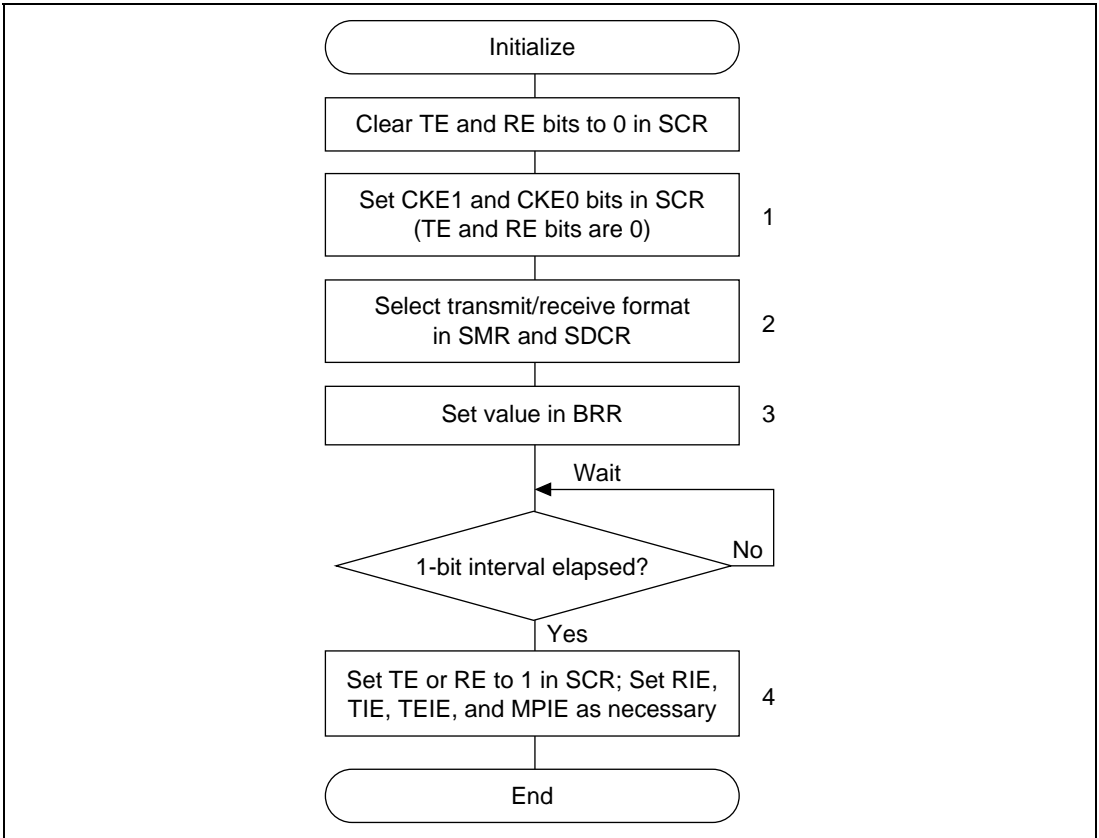 Initialize
Clear TE and RE bits to 0 in SCR
Set CKE1 and CKE0 bits in SCR
(TE and RE bits are 0)
1
Select transmit/receive format
in SMR and SDCR
2
Set value in BRR
3
Wait
1-bit interval elapsed?
No
Yes
Set TE or RE to 1 in SCR; Set RIE,
TIE, TEIE, and MPIE as necessary
4
End